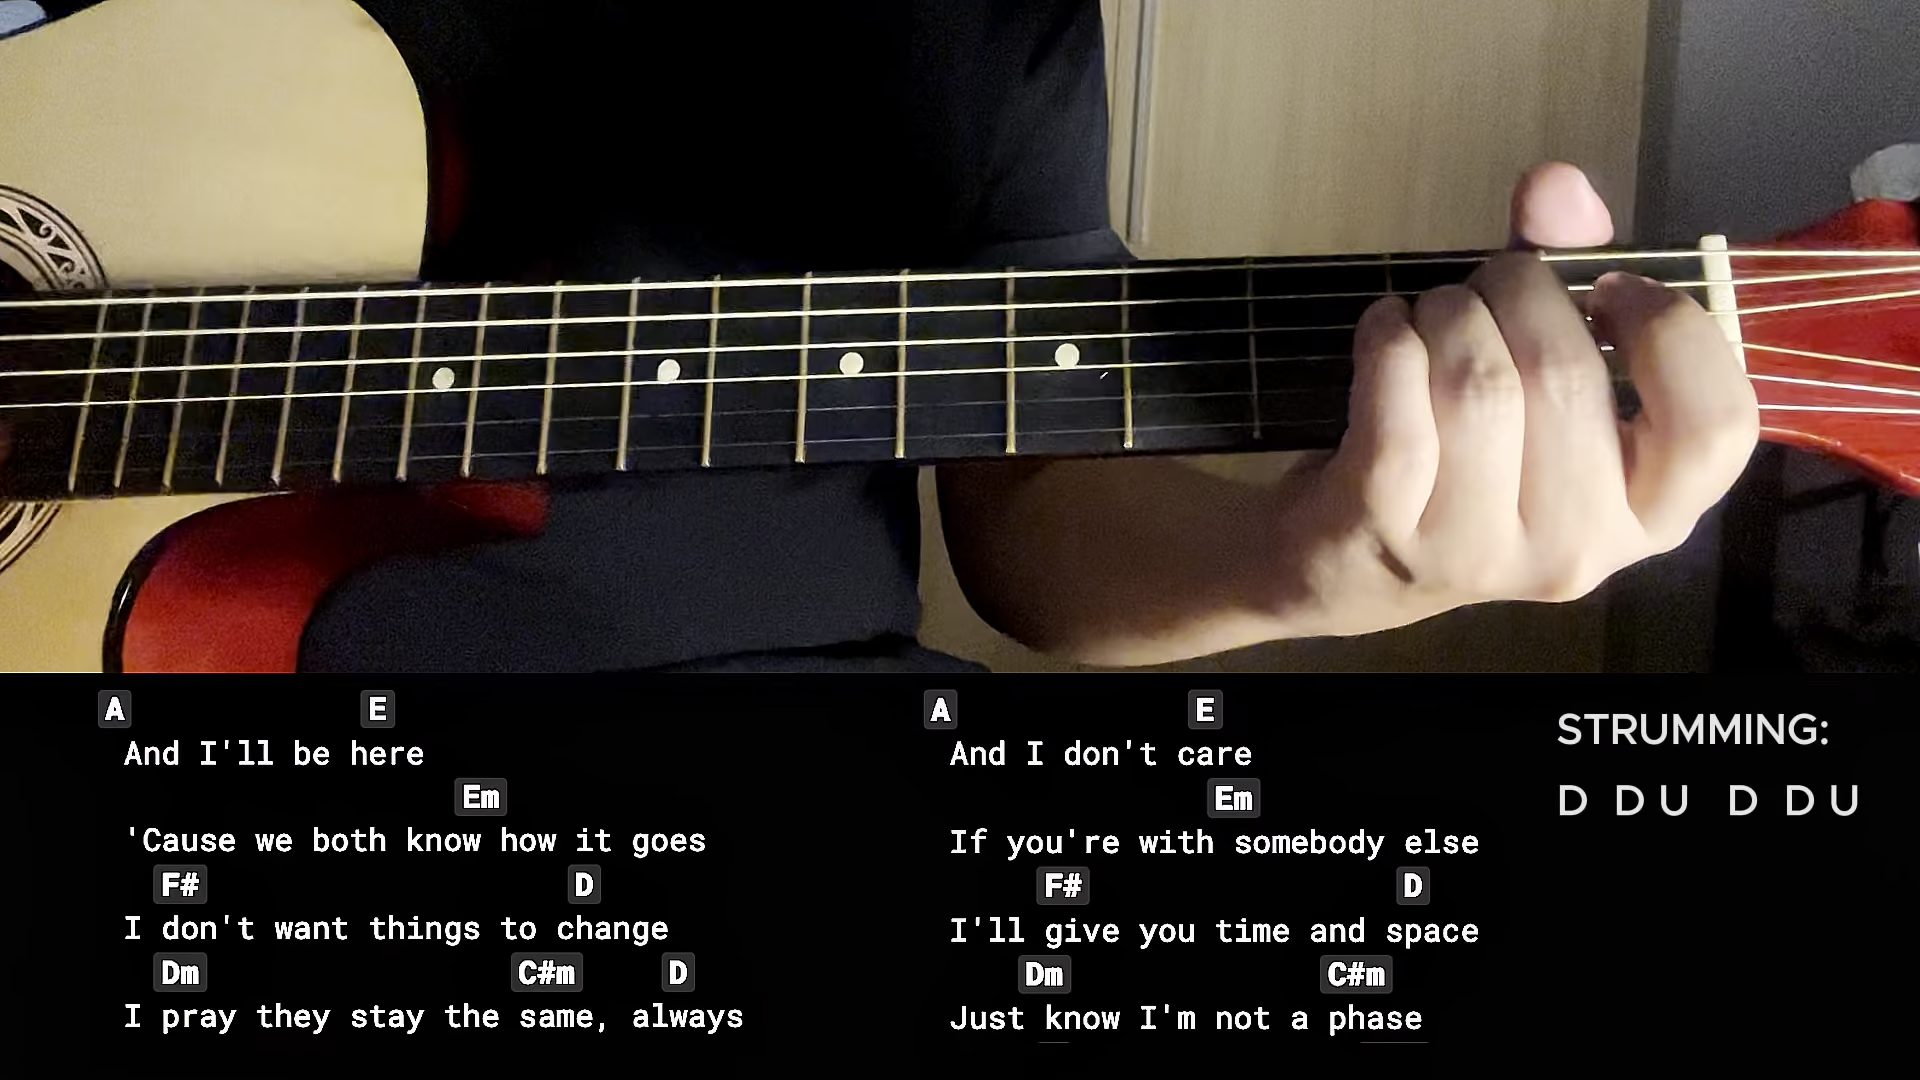 A E
And I'll be here
Em
'Cause we both know how it goes
F# D
I don't want things to change
Dm C#m D
I pray they stay the same, always
A E
And I don't care
Em
If you're with somebody else
F# D
I'll give you time and space
Dm C#m
Just know I'm not a phase
STRUMMING:
D DU D DU